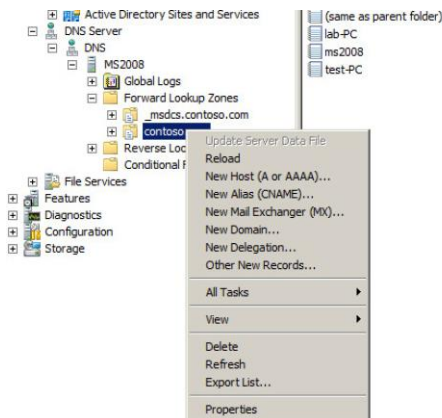 Active Directory Sites and Services
DNS Server
DNS
MS2008
Global Logs
Forward Lookup Zones
_msdcs.contoso.com
contoso
Reverse Loo
Conditional F
File Services
Features
Diagnostics
Configuration
Storage
(same as parent folder)
lab-PC
ms2008
test-PC
Update Server Data File
Reload
New Host (A or AAAA)...
New Alias (CNAME)...
New Mail Exchanger (MX)...
New Domain...
New Delegation...
Other New Records...
All Tasks
View
Delete
Refresh
Export List...
Properties